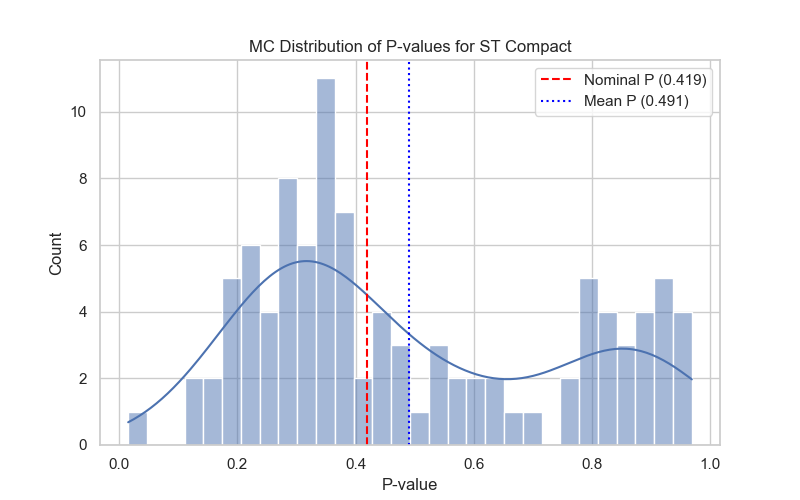 MC Distribution of P-values for ST Compact
Nominal P (0.419)
Mean P (0.491)
Count
10
8
6
4
2
0
0.0 0.2 0.4 0.6 0.8 1.0
P-value